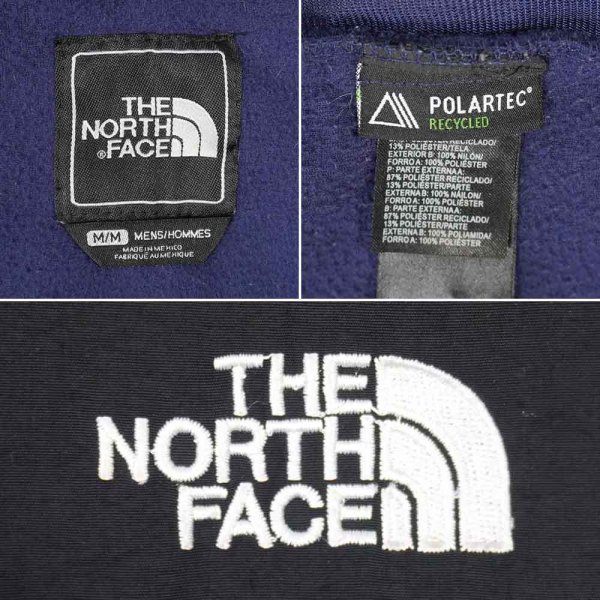 THE
NORTH
®FACE
M/M MENS/HOMMES
MADE IN MEXICO
FABRIQUÉ AU MEXIQUE
POLARTEC®
RECYCLED
13% POLIÉSTER/TELA
EXTERIOR B: 100% NILÓN/
FORRO A: 100% POLIÉSTER
P: PARTE EXTERNA A:
87% POLIÉSTER RECICLADO/
13% POLIÉSTER/PARTE
EXTERNA B: 100% NÁILON/
FORRO A: 100% POLIÉSTER
B: PARTE EXTERNA A:
87% POLIÉSTER RECICLADO/
13% POLIÉSTER/PARTE
EXTERNA B: 100% POLIAMIDA/
FORRO A: 100% POLIÉSTER
THE
NORTH
FACE